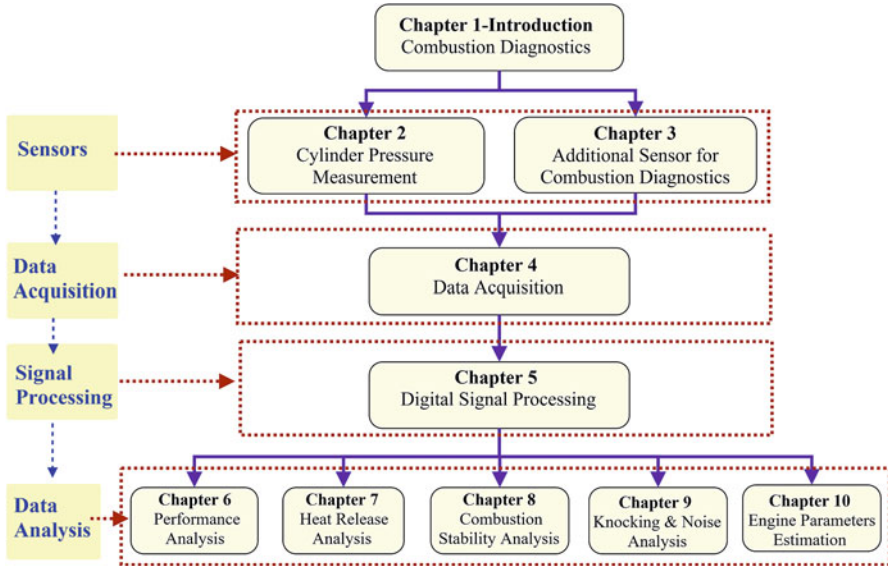 Chapter 1-Introduction
Combustion Diagnostics
Sensors
Chapter 2
Cylinder Pressure
Measurement
Chapter 3
Additional Sensor for
Combustion Diagnostics
Data
Acquisition
Chapter 4
Data Acquisition
Signal
Processing
Chapter 5
Digital Signal Processing
Data
Analysis
Chapter 6
Performance
Analysis
Chapter 7
Heat Release
Analysis
Chapter 8
Combustion
Stability Analysis
Chapter 9
Knocking & Noise
Analysis
Chapter 10
Engine Parameters
Estimation